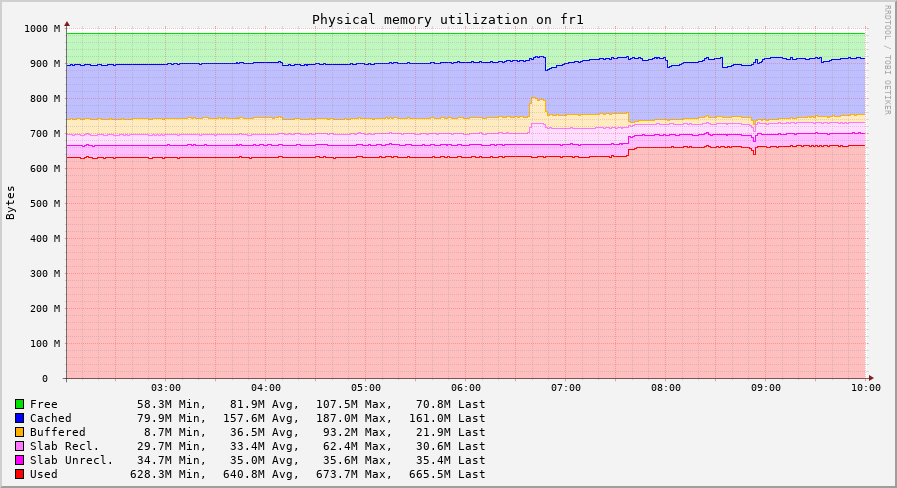 Physical memory utilization on fr1
RRDTOOL / TOBI OETIKER
Bytes
1000 M
900 M
800 M
700 M
600 M
500 M
400 M
300 M
200 M
100 M
0
03:00 04:00 05:00 06:00 07:00 08:00 09:00 10:00
Free 58.3M Min, 81.9M Avg, 107.5M Max, 70.8M Last
Cached 79.9M Min, 157.6M Avg, 187.0M Max, 161.0M Last
Buffered 8.7M Min, 36.5M Avg, 93.2M Max, 21.9M Last
Slab Recl. 29.7M Min, 33.4M Avg, 62.4M Max, 30.6M Last
Slab Unrecl. 34.7M Min, 35.0M Avg, 35.6M Max, 35.4M Last
Used 628.3M Min, 640.8M Avg, 673.7M Max, 665.5M Last